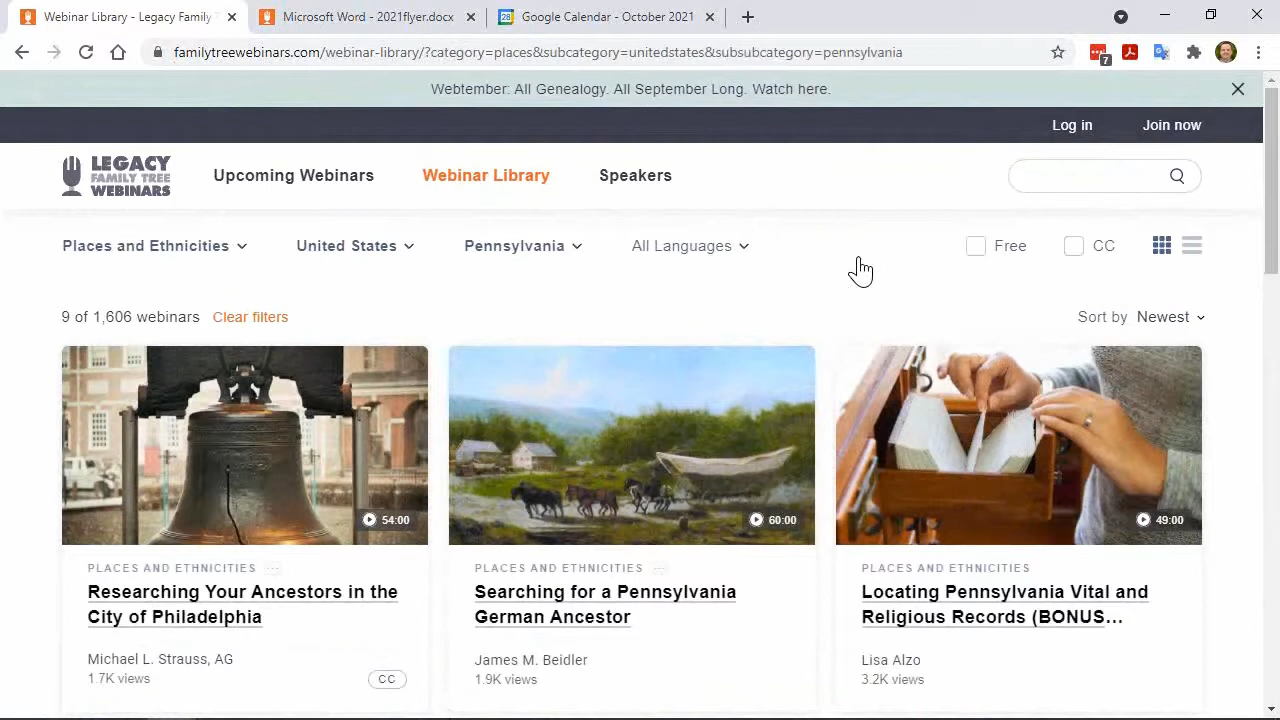 Webinar Library - Legacy Family T
Microsoft Word - 2021flyer.docx
Google Calendar - October 2021
familytreewebinars.com/webinar-library/?category=places&subcategory=unitedstates&subsubcategory=pennsylvania
7
Webtember: All Genealogy. All September Long. Watch here.
Log in
Join now
LEGACY
FAMILY TREE
WEBINARS
Upcoming Webinars
Webinar Library
Speakers
Places and Ethnicities
United States
Pennsylvania
All Languages
Free
CC
9 of 1,606 webinars
Clear filters
Sort by Newest
54:00
60:00
49:00
PLACES AND ETHNICITIES ...
Researching Your Ancestors in the
City of Philadelphia
Michael L. Strauss, AG
1.7K views
CC
PLACES AND ETHNICITIES ...
Searching for a Pennsylvania
German Ancestor
James M. Beidler
1.9K views
PLACES AND ETHNICITIES
Locating Pennsylvania Vital and
Religious Records (BONUS...
Lisa Alzo
3.2K views